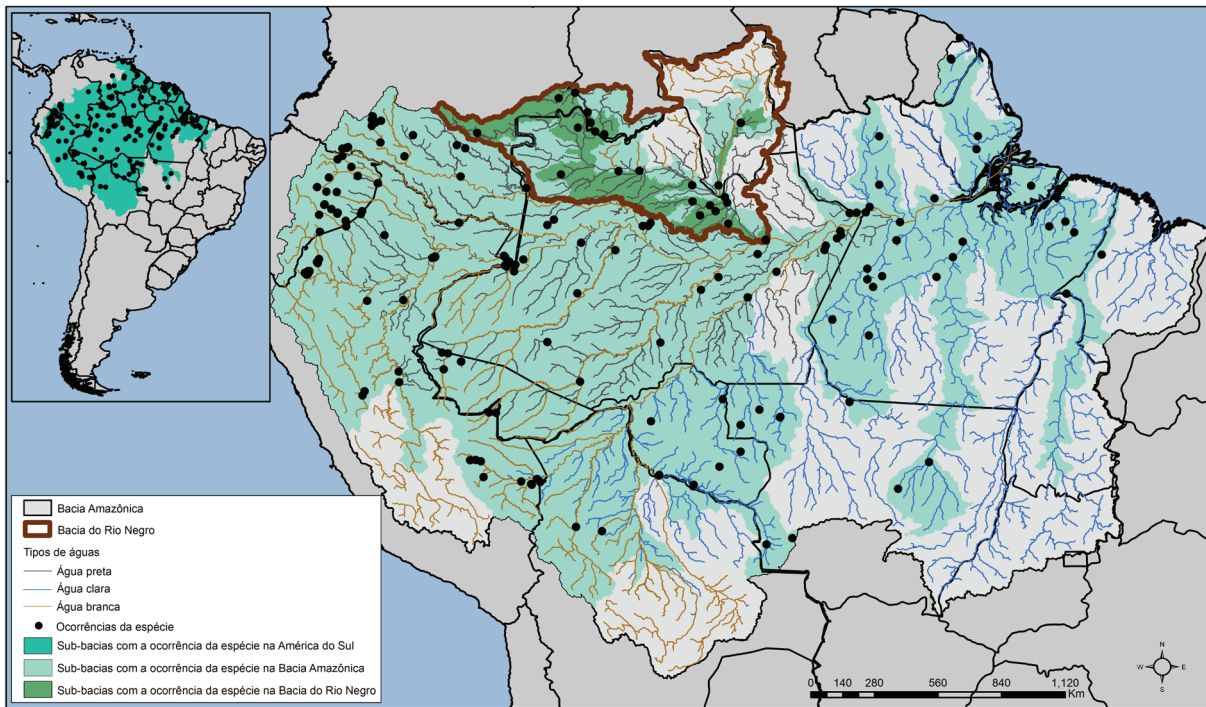 Bacia Amazônica
Bacia do Rio Negro
Tipos de águas
Água preta
Água clara
Água branca
Ocorrências da espécie
Sub-bacias com a ocorrência da espécie na América do Sul
Sub-bacias com a ocorrência da espécie na Bacia Amazônica
Sub-bacias com a ocorrência da espécie na Bacia do Rio Negro
N
W E
S
0 140 280 560 840 1,120
Km